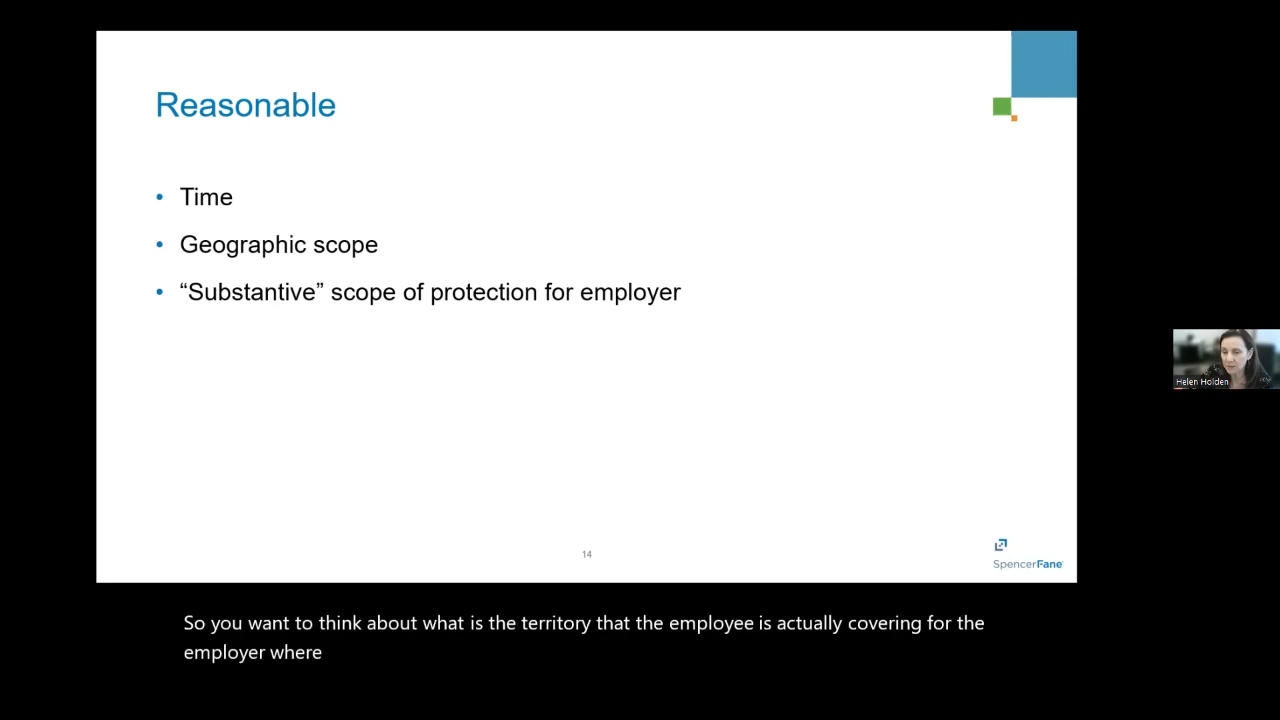 Reasonable
• Time
• Geographic scope
• “Substantive” scope of protection for employer
Helen Holden
14
SpencerFane
So you want to think about what is the territory that the employee is actually covering for the
employer where